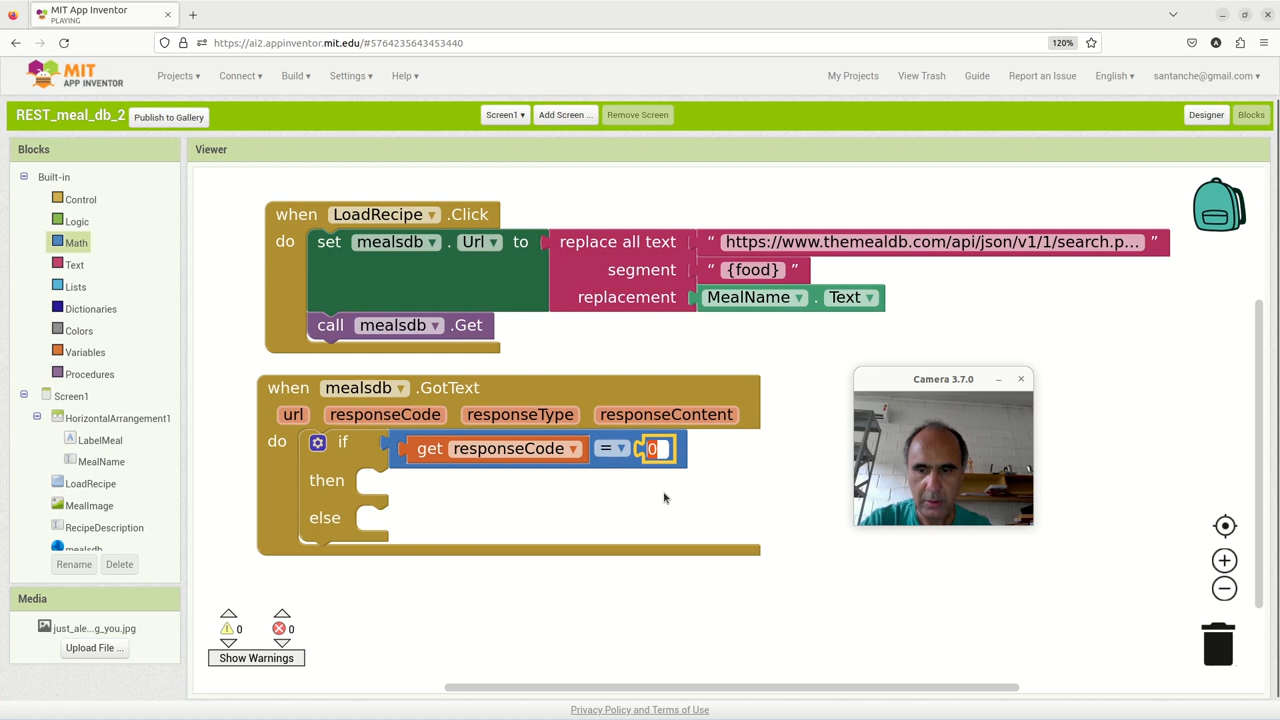 MIT App Inventor
PLAYING
https://ai2.appinventor.mit.edu/#5764235643453440
120%
MIT
APP INVENTOR
Projects ▾ Connect ▾ Build ▾ Settings ▾ Help ▾ My Projects View Trash Guide Report an Issue English ▾ santanche@gmail.com ▾
REST_meal_db_2 Publish to Gallery Screen1 ▾ Add Screen ... Remove Screen Designer Blocks
Blocks
Viewer
Built-in
Control
Logic
Math
Text
Lists
Dictionaries
Colors
Variables
Procedures
Screen1
HorizontalArrangement1
LabelMeal
MealName
LoadRecipe
MealImage
RecipeDescription
mealsdb
Rename Delete
Media
just_ale...g_you.jpg
Upload File ...
when LoadRecipe ▾ .Click
do set mealsdb ▾ . Url ▾ to replace all text “ https://www.themealdb.com/api/json/v1/1/search.p... ”
segment “ {food} ”
replacement MealName ▾ . Text ▾
call mealsdb ▾ .Get
when mealsdb ▾ .GotText
url responseCode responseType responseContent
do if get responseCode ▾ = ▾ 0
then
else
Camera 3.7.0
0 0
Show Warnings
Privacy Policy and Terms of Use